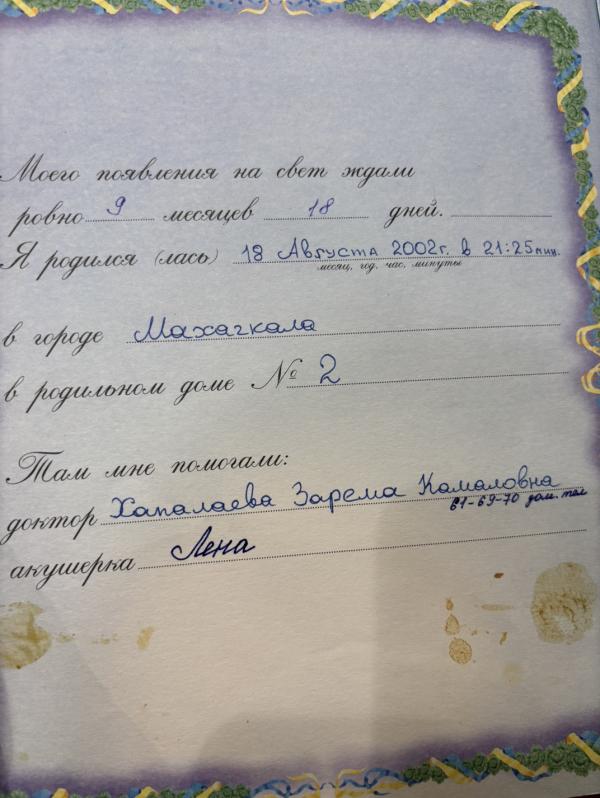 Моего появления на свет ждали
ровно 9 месяцев 18 дней.
Я родился (лась) 18 Августа 2002г. в 21:25мин.
месяц, год, час, минуты
в городе Махачкала
в родильном доме № 2
Там мне помогали:
доктор Хапалаева Зарема Камаловна
61-69-70 дом. тел
акушерка Лена